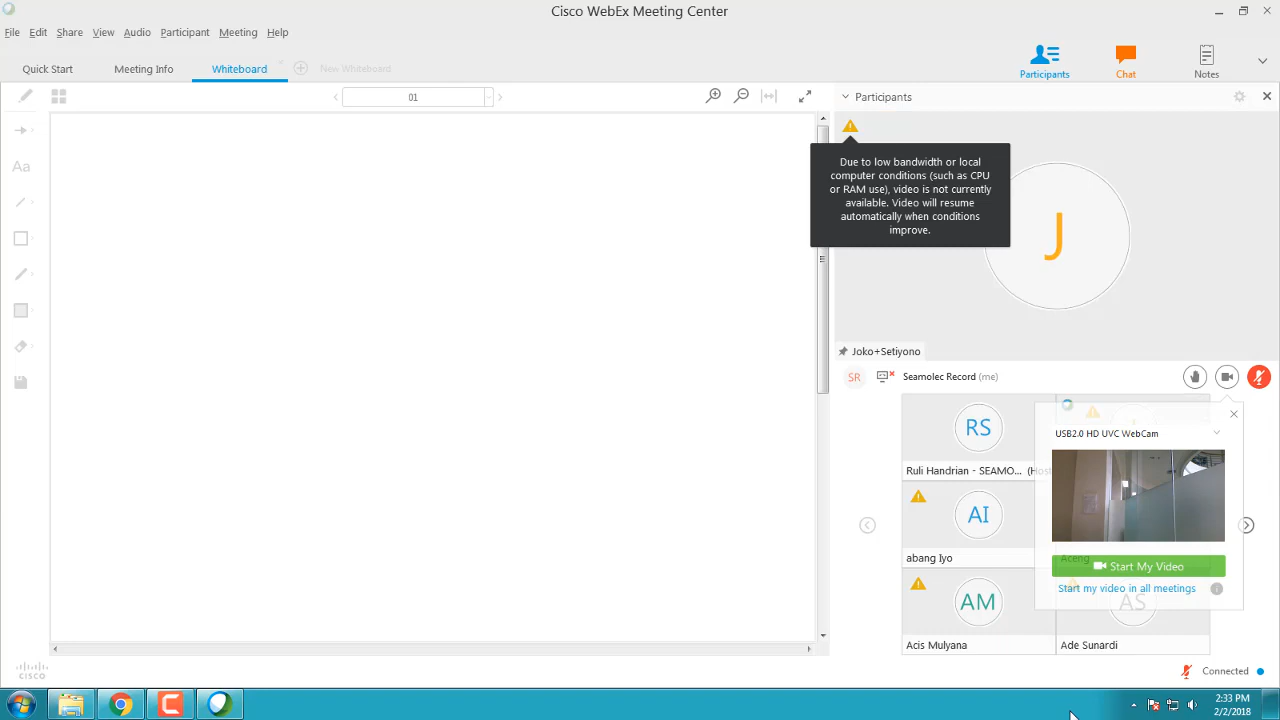 Cisco WebEx Meeting Center
File Edit Share View Audio Participant Meeting Help
Quick Start Meeting Info Whiteboard New Whiteboard
Participants Chat Notes
01
Participants
Due to low bandwidth or local
computer conditions (such as CPU
or RAM use), video is not currently
available. Video will resume
automatically when conditions
improve.
J
Joko+Setiyono
SR Seamolec Record (me)
Aa
RS
Ruli Handrian - SEAMO... (Host
USB2.0 HD UVC WebCam
AI
abang Iyo
Aceng
Start My Video
Start my video in all meetings
AM
Acis Mulyana
AS
Ade Sunardi
cisco
Connected
2:33 PM
2/2/2018